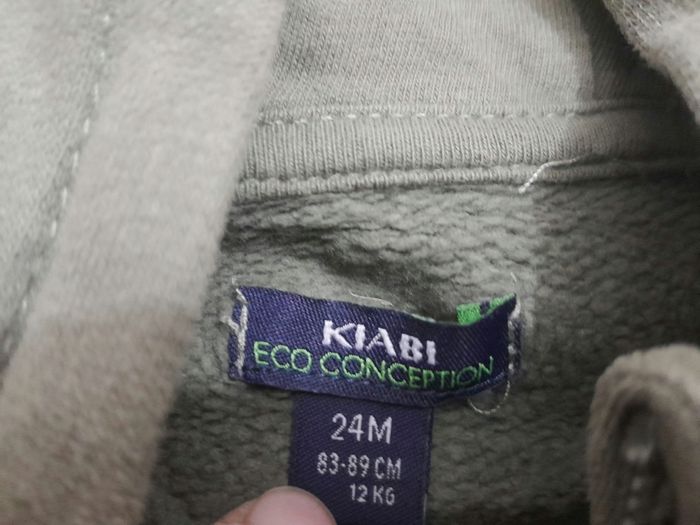 KIABI
ECO CONCEPTION
24M
83-89 CM
12 KG